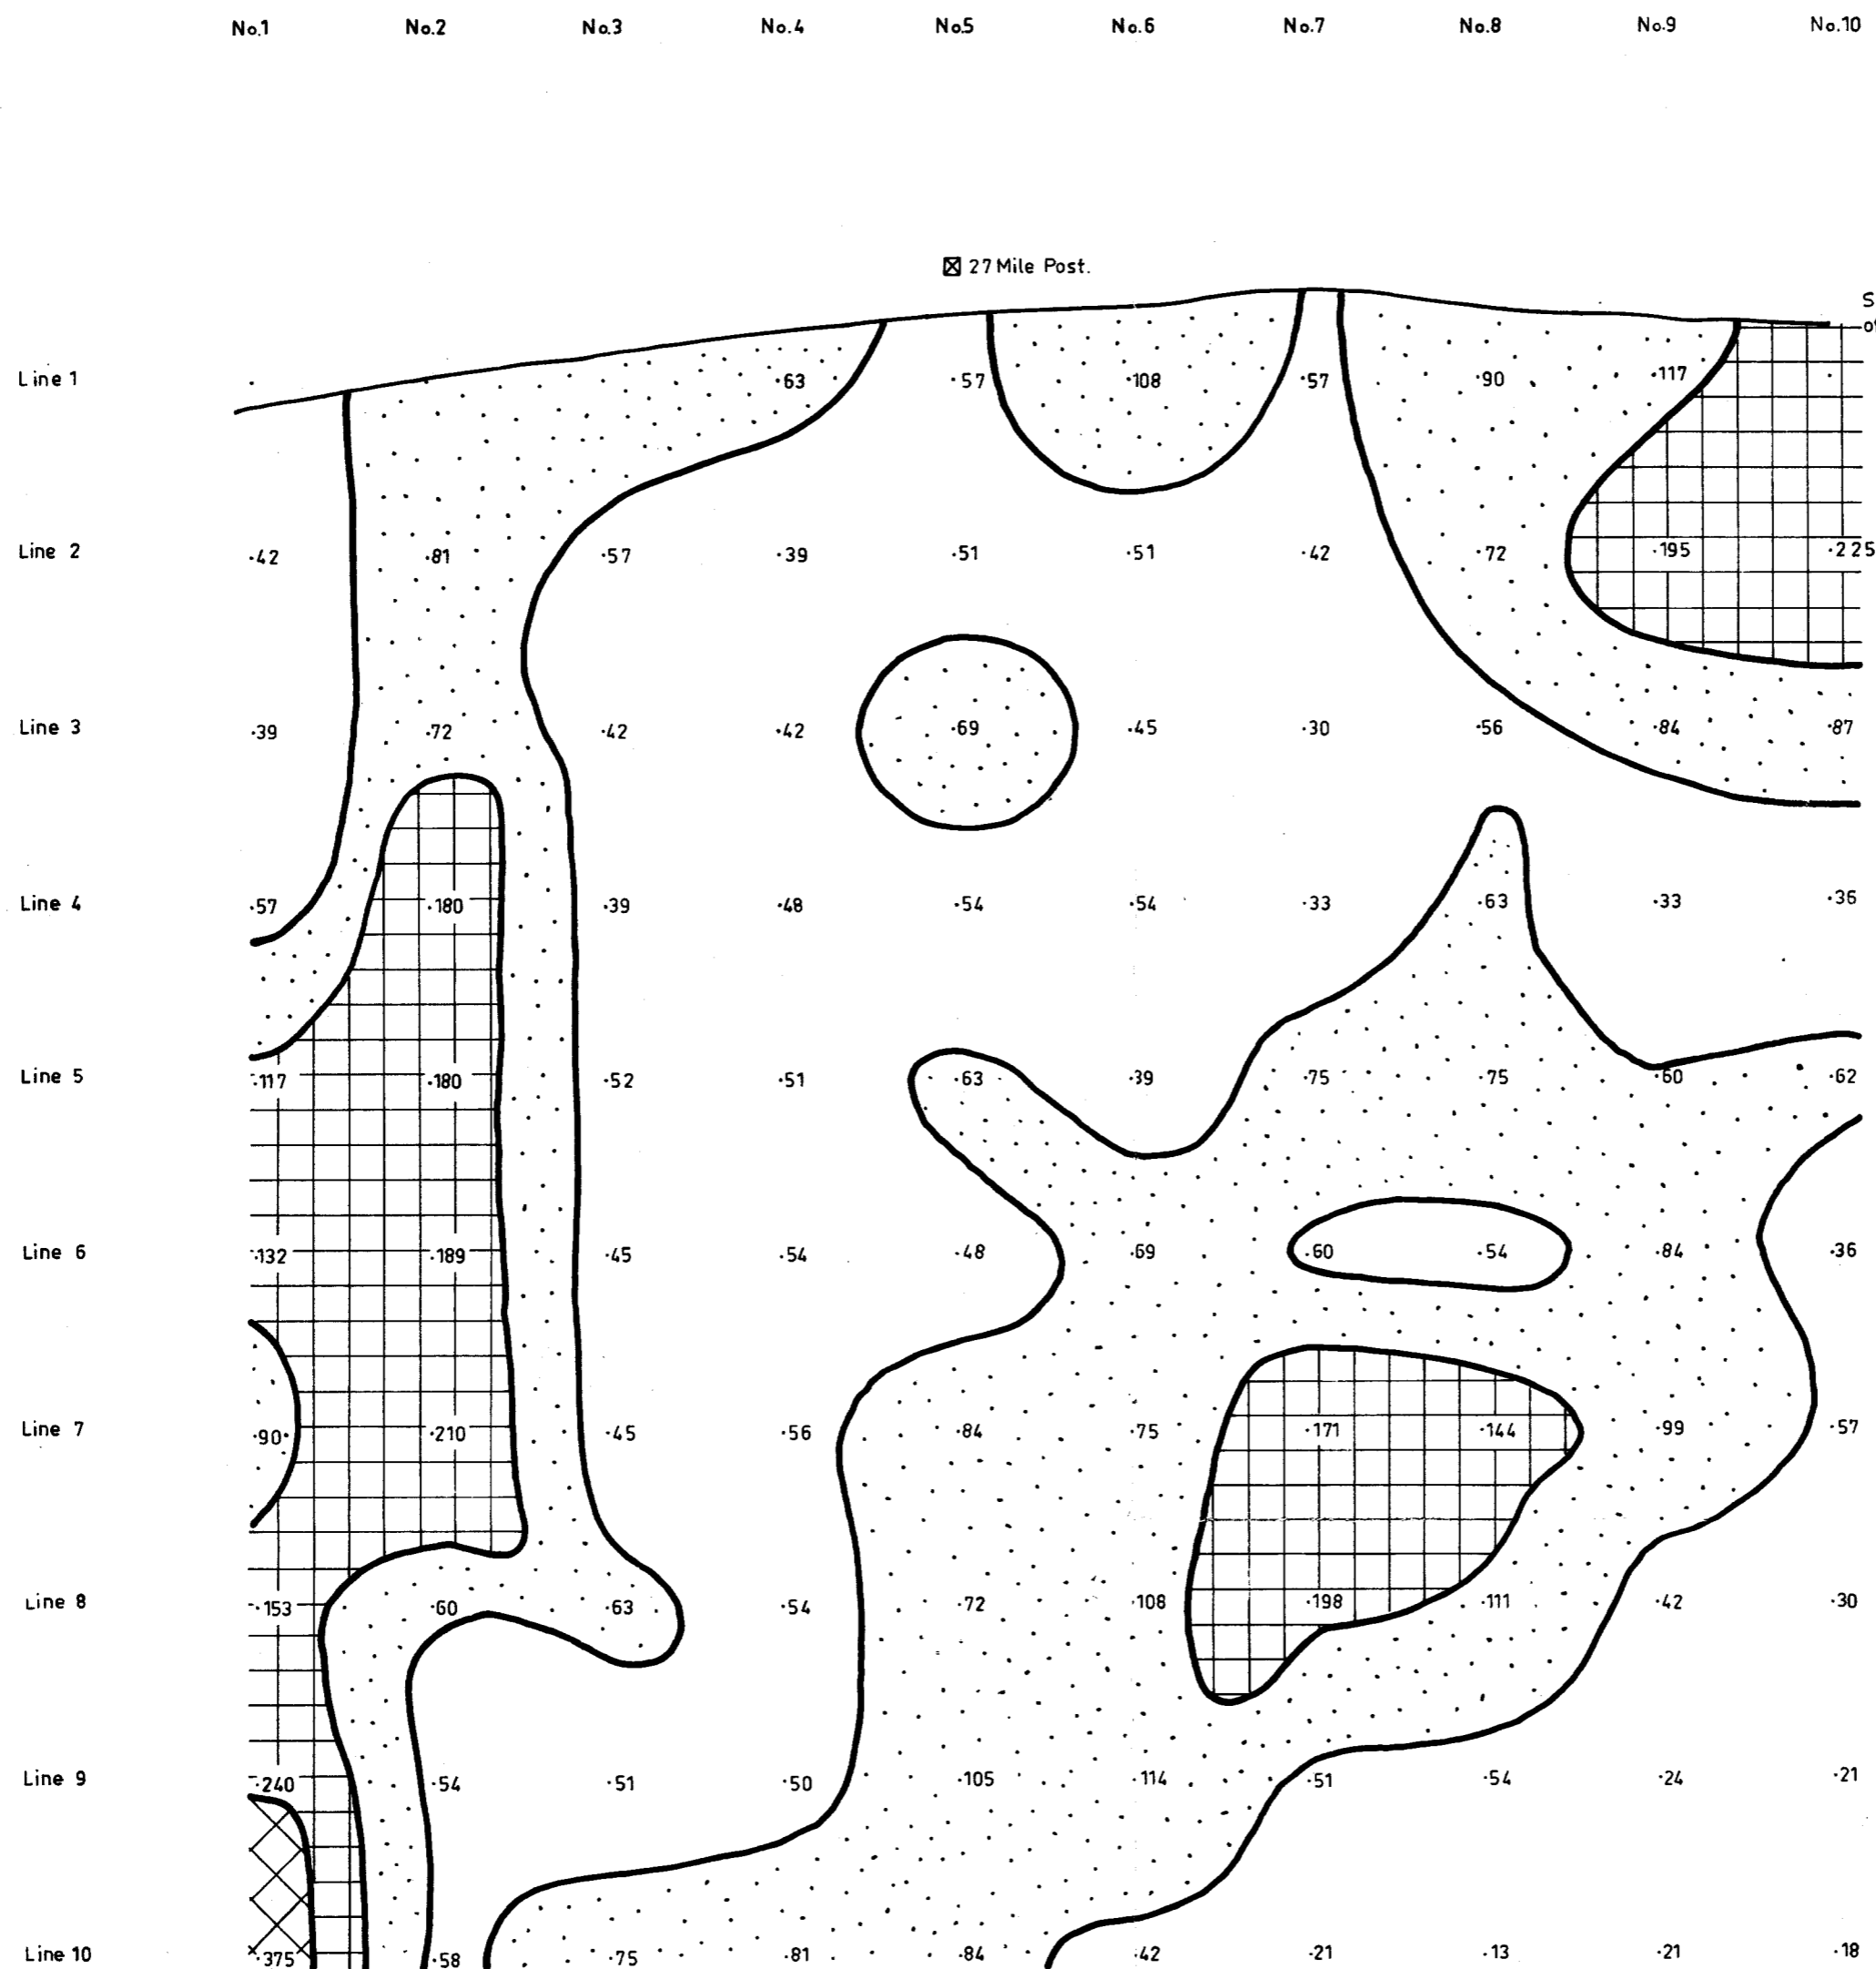 No.1 No.2 No.3 No.4 No.5 No.6 No.7 No.8 No.9 No.10
27 Mile Post.
S
Line 1 ·63 ·57 ·108 ·57 ·90 ·117
Line 2 ·42 ·81 ·57 ·39 ·51 ·51 ·42 ·72 ·195 ·225
Line 3 ·39 ·72 ·42 ·42 ·69 ·45 ·30 ·56 ·84 ·87
Line 4 ·57 ·180 ·39 ·48 ·54 ·54 ·33 ·63 ·33 ·36
Line 5 ·117 ·180 ·52 ·51 ·63 ·39 ·75 ·75 ·60 ·62
Line 6 ·132 ·189 ·45 ·54 ·48 ·69 ·60 ·54 ·84 ·36
Line 7 ·90· ·210 ·45 ·56 ·84 ·75 ·171 ·144 ·99 ·57
Line 8 ·153 ·60 ·63 ·54 ·72 ·108 ·198 ·111 ·42 ·30
Line 9 ·240 ·54 ·51 ·50 ·105 ·114 ·51 ·54 ·24 ·21
Line 10 ·375 ·58 ·75 ·81 ·84 ·42 ·21 ·13 ·21 ·18